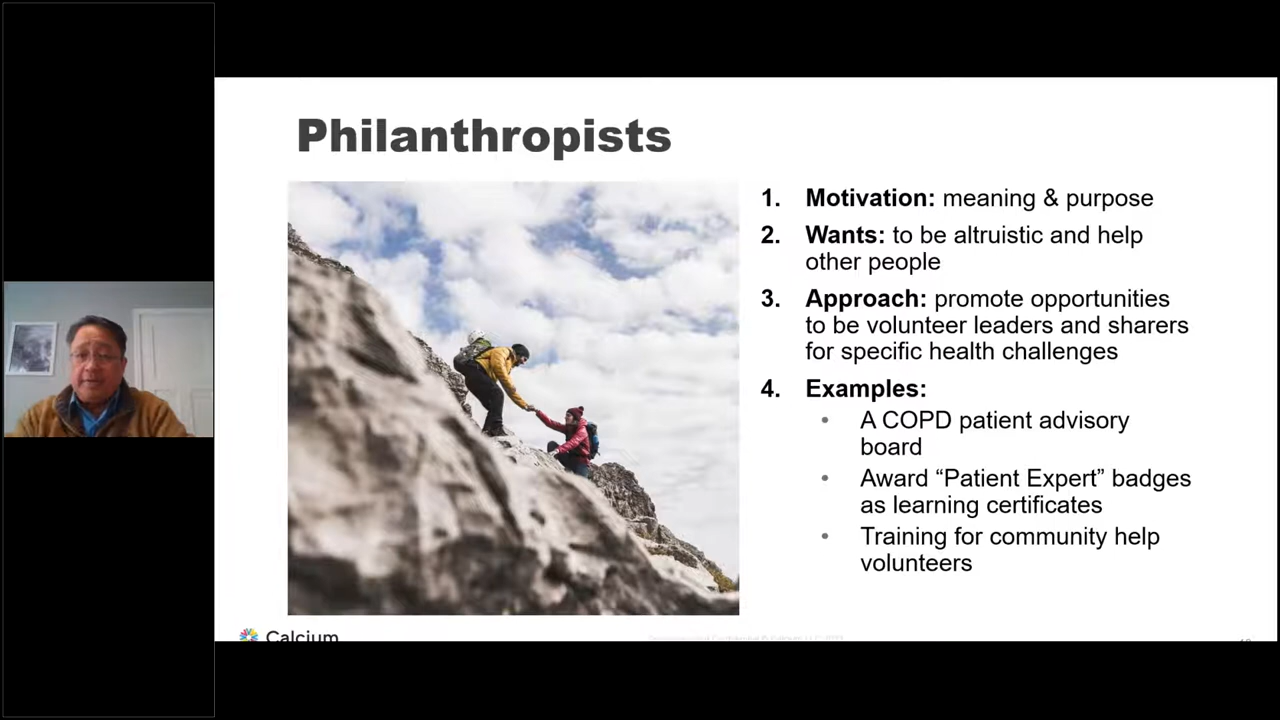 Philanthropists
1. Motivation: meaning & purpose
2. Wants: to be altruistic and help
other people
3. Approach: promote opportunities
to be volunteer leaders and sharers
for specific health challenges
4. Examples:
• A COPD patient advisory
board
• Award “Patient Expert” badges
as learning certificates
• Training for community help
volunteers
Calcium